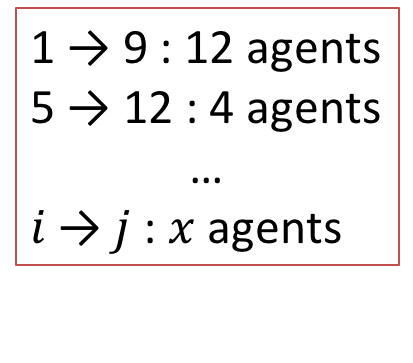 1 → 9 : 12 agents
5 → 12 : 4 agents
...
i → j : x agents